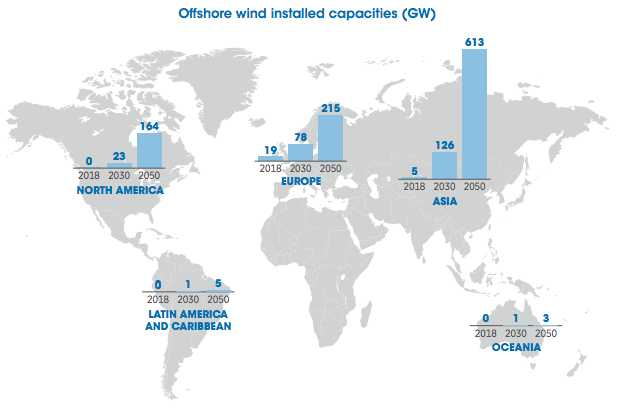 Offshore wind installed capacities (GW)
0 23 164
2018 2030 2050
NORTH AMERICA
19 78 215
2018 2030 2050
EUROPE
5 126 613
2018 2030 2050
ASIA
0 1 5
2018 2030 2050
LATIN AMERICA
AND CARIBBEAN
0 1 3
2018 2030 2050
OCEANIA